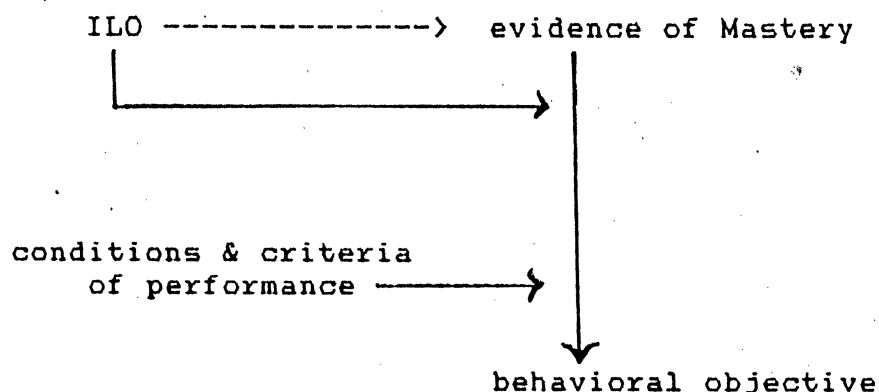 ILO -------------> evidence of Mastery
conditions & criteria
of performance
behavioral objective